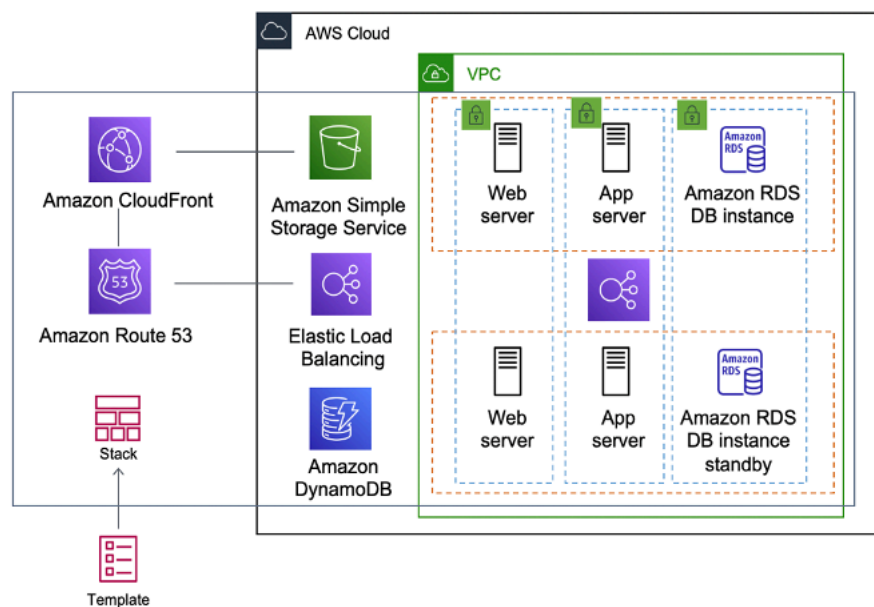 AWS Cloud
VPC
Amazon CloudFront
Amazon Simple
Storage Service
Web
server
App
server
Amazon
RDS
Amazon RDS
DB instance
53
Amazon Route 53
Elastic Load
Balancing
Stack
Amazon
DynamoDB
Web
server
App
server
Amazon
RDS
Amazon RDS
DB instance
standby
Template